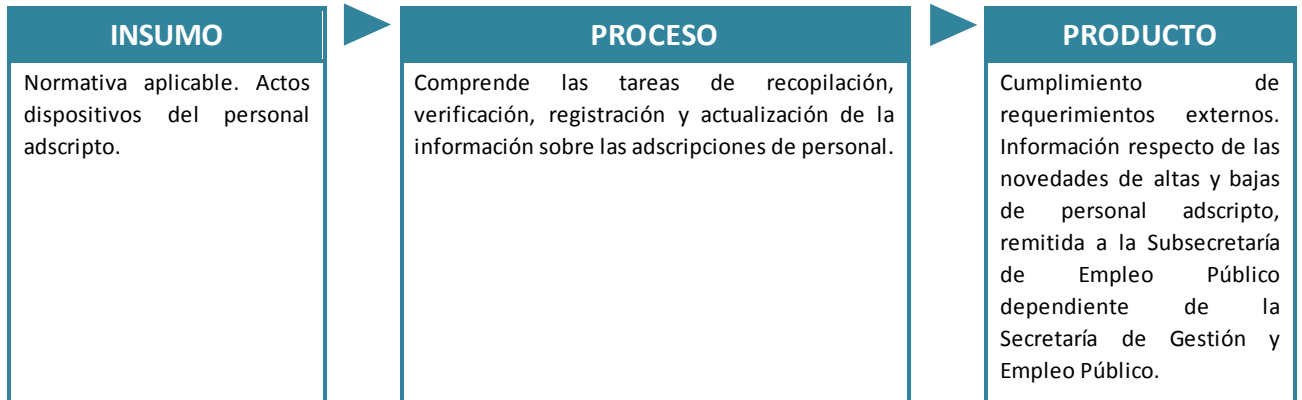 INSUMO
Normativa aplicable. Actos
dispositivos del personal
adscripto.
PROCESO
Comprende las tareas de recopilación,
verificación, registración y actualización de la
información sobre las adscripciones de personal.
PRODUCTO
Cumplimiento de
requerimientos externos.
Información respecto de las
novedades de altas y bajas
de personal adscripto,
remitida a la Subsecretaría
de Empleo Público
dependiente de la
Secretaría de Gestión y
Empleo Público.